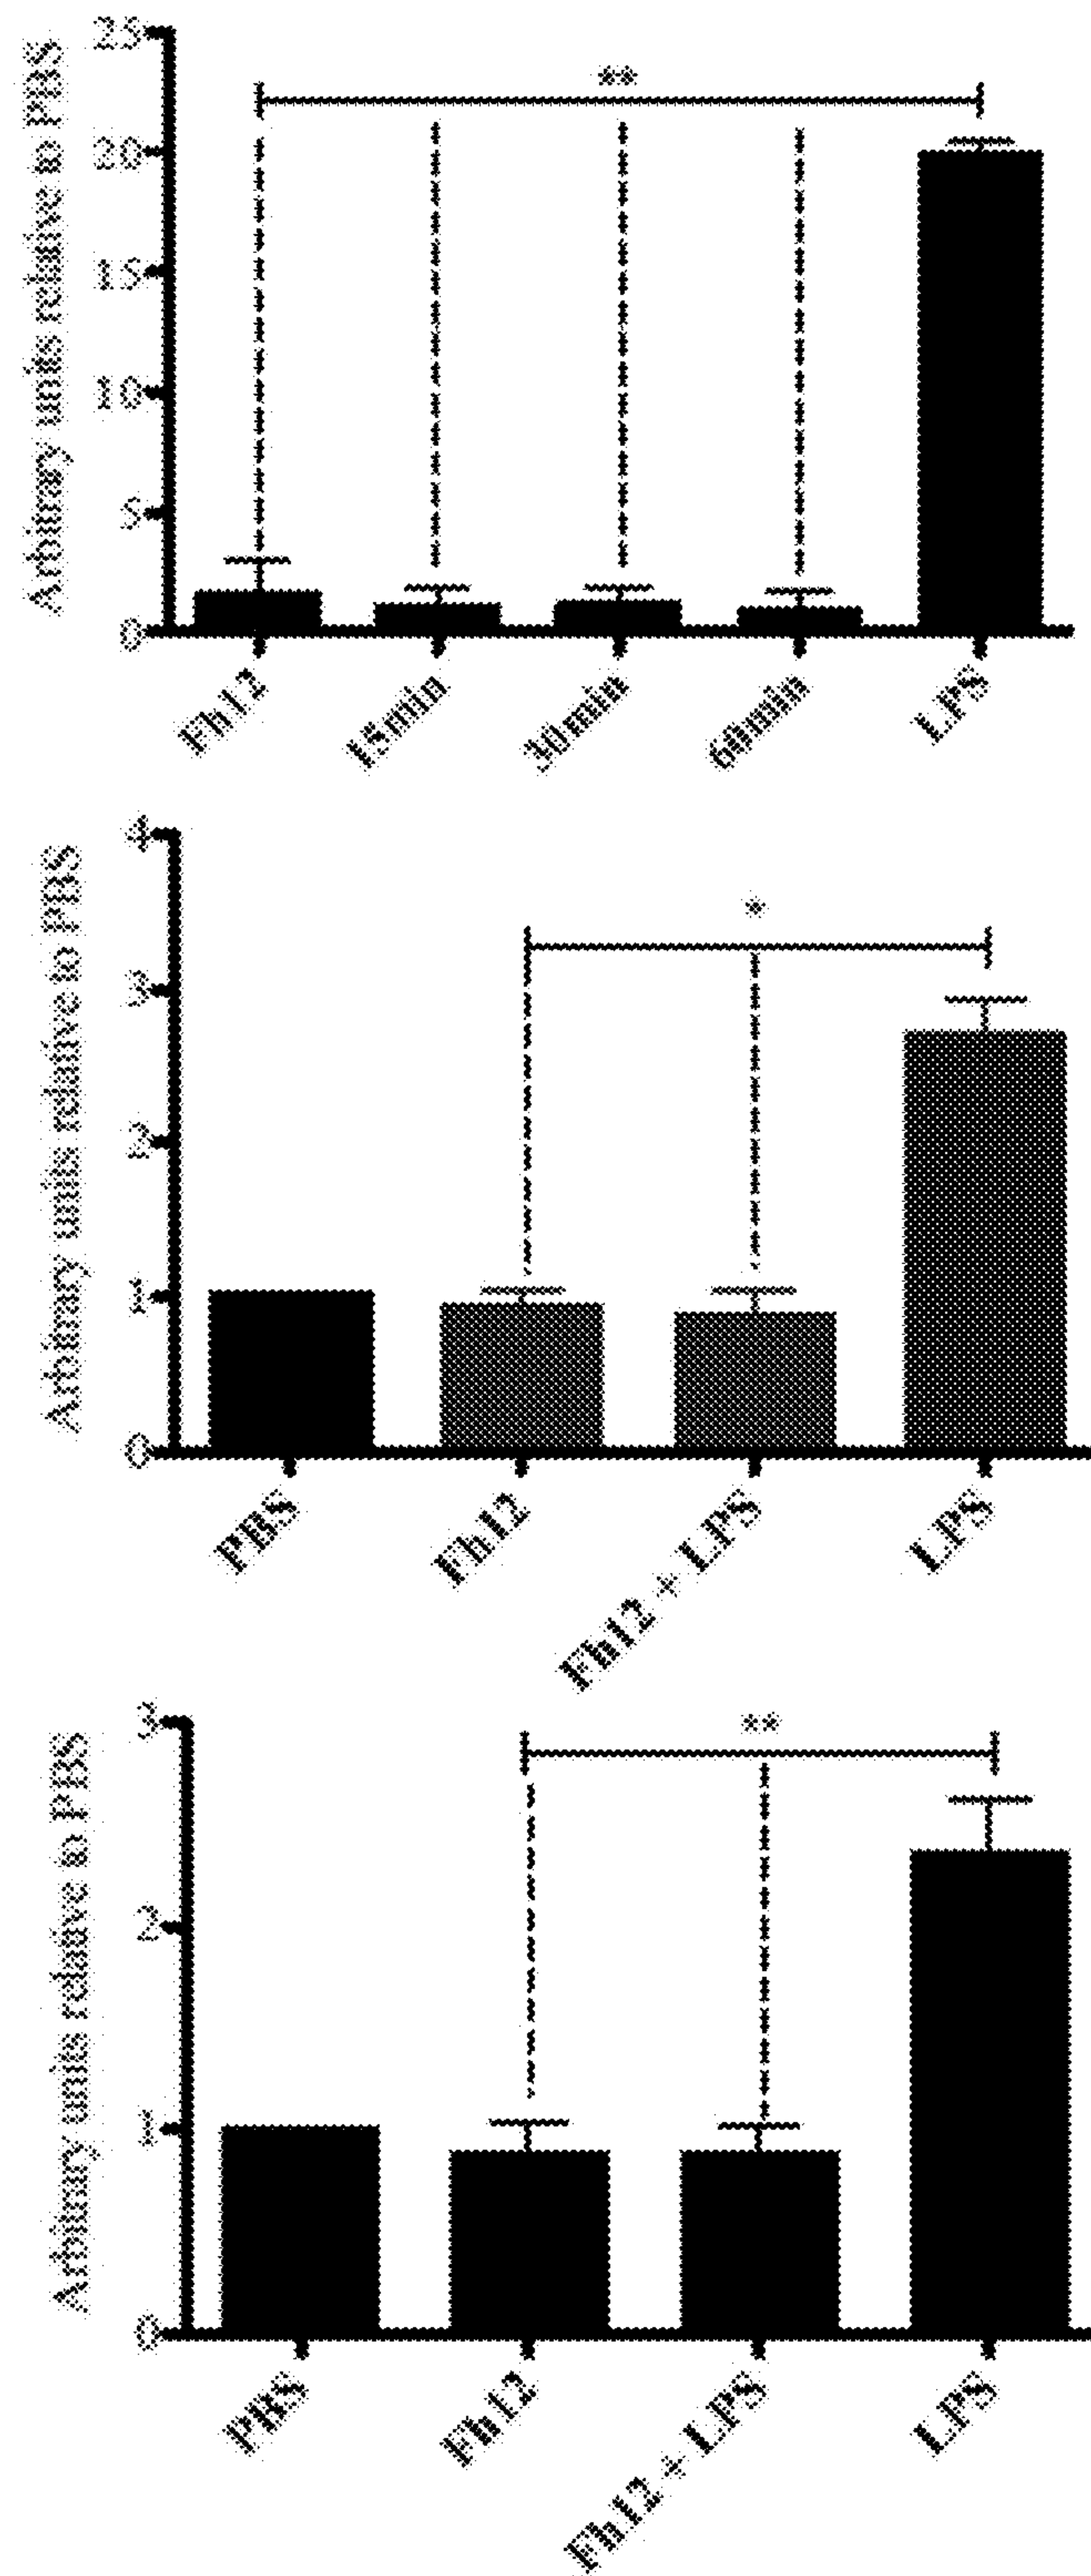 Arbitrary units relative to PBS
25
20
15
10
5
0
**
Fh12
15min
30min
60min
LPS
Arbitrary units relative to PBS
4
3
2
1
0
*
PBS
Fh12
Fh12 + LPS
LPS
Arbitrary units relative to PBS
3
2
1
0
**
PBS
Fh12
Fh12 + LPS
LPS